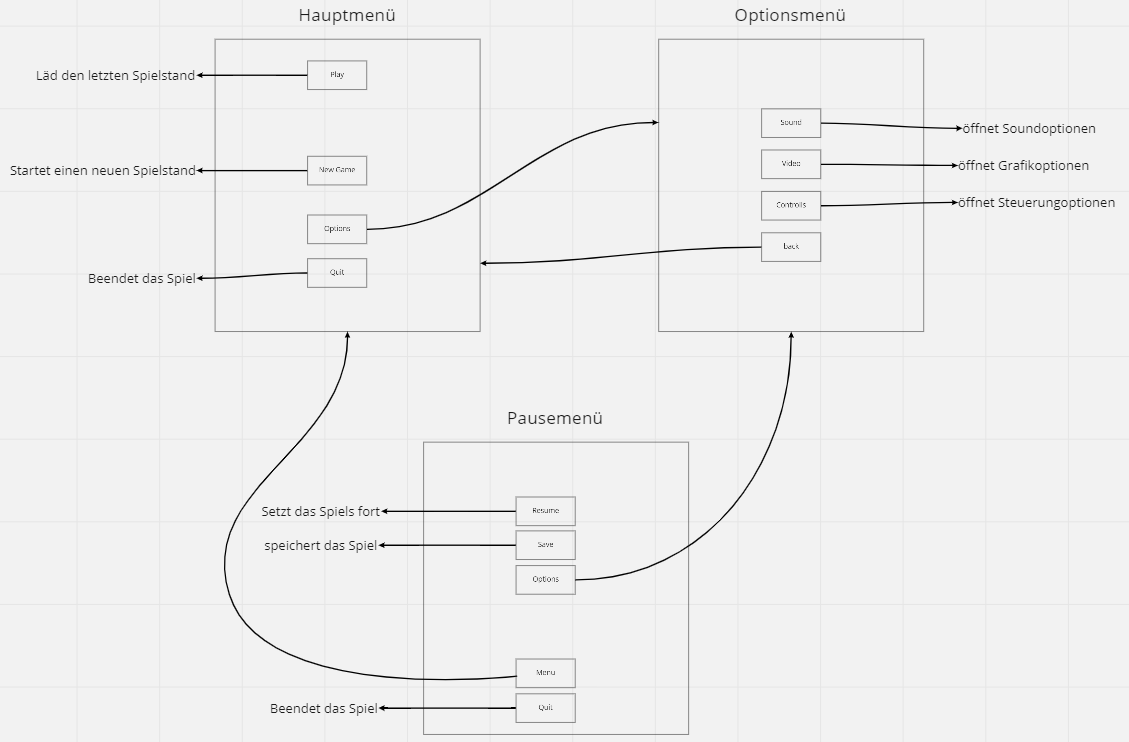 Hauptmenü
Optionsmenü
Läd den letzten Spielstand
Play
Startet einen neuen Spielstand
New Game
Options
Beendet das Spiel
Quit
Sound
öffnet Soundoptionen
Video
öffnet Grafikoptionen
Controlls
öffnet Steuerungoptionen
back
Pausemenü
Setzt das Spiels fort
Resume
speichert das Spiel
Save
Options
Menu
Beendet das Spiel
Quit